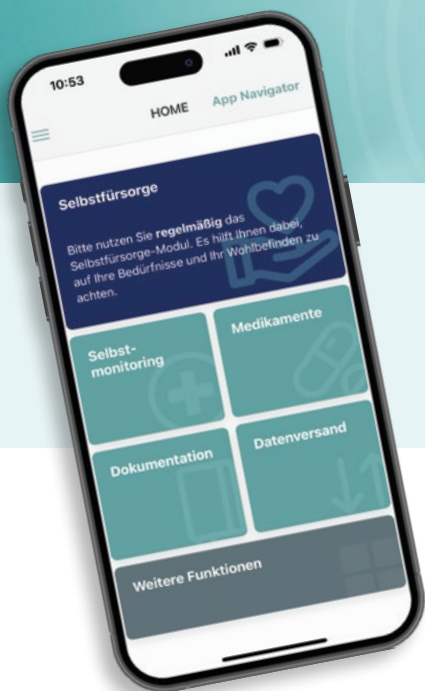 10:53
HOME
App Navigator
Selbstfürsorge
Bitte nutzen Sie regelmäßig das
Selbstfürsorge-Modul. Es hilft Ihnen dabei,
auf Ihre Bedürfnisse und Ihr Wohlbefinden zu
achten.
Selbst-
monitoring
Medikamente
Dokumentation
Datenversand
Weitere Funktionen